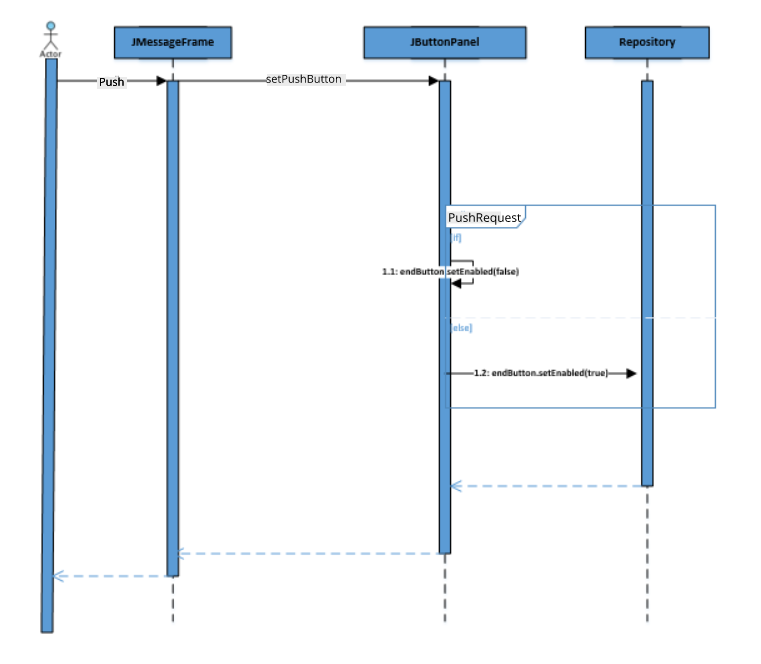 Actor
JMessageFrame
JButtonPanel
Repository
Push
setPushButton
PushRequest
[if]
1.1: endButton.setEnabled(false)
[else]
1.2: endButton.setEnabled(true)